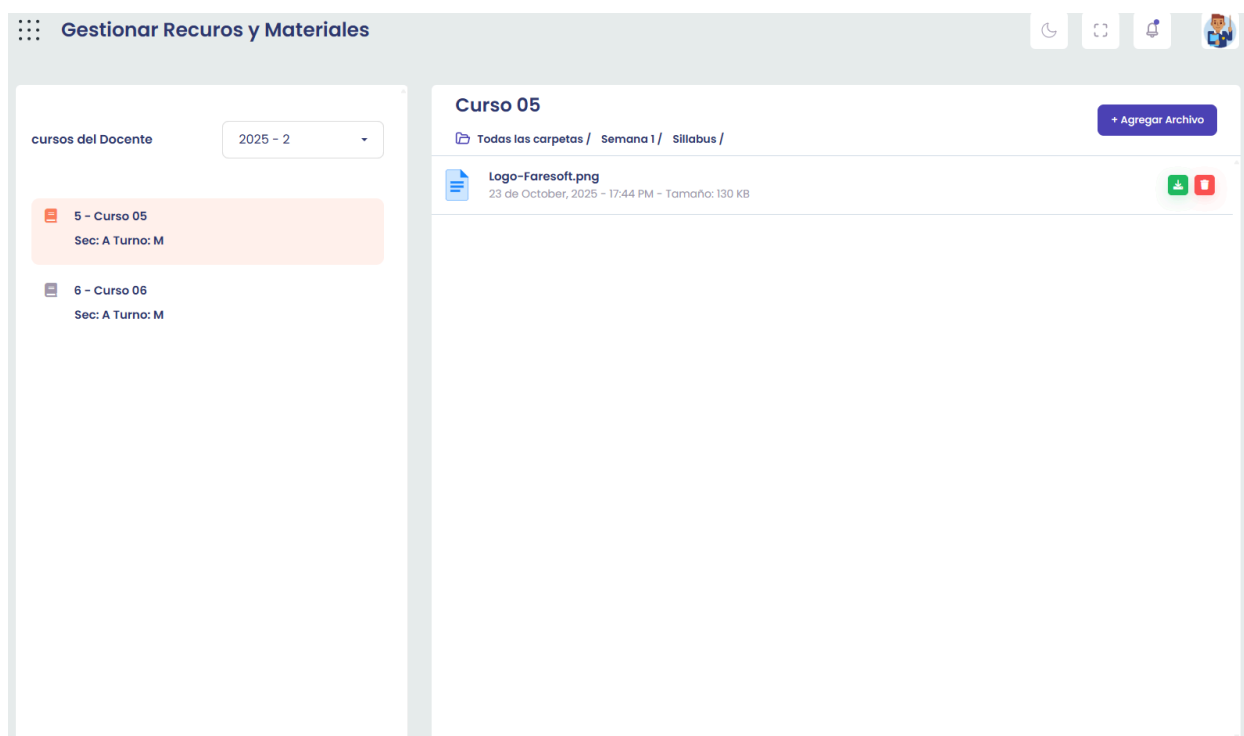 Gestionar Recuros y Materiales
cursos del Docente
2025 - 2
5 - Curso 05
Sec: A Turno: M
6 - Curso 06
Sec: A Turno: M
Curso 05
+ Agregar Archivo
Todas las carpetas / Semana 1 / Sillabus /
Logo-Faresoft.png
23 de October, 2025 - 17:44 PM - Tamaño: 130 KB